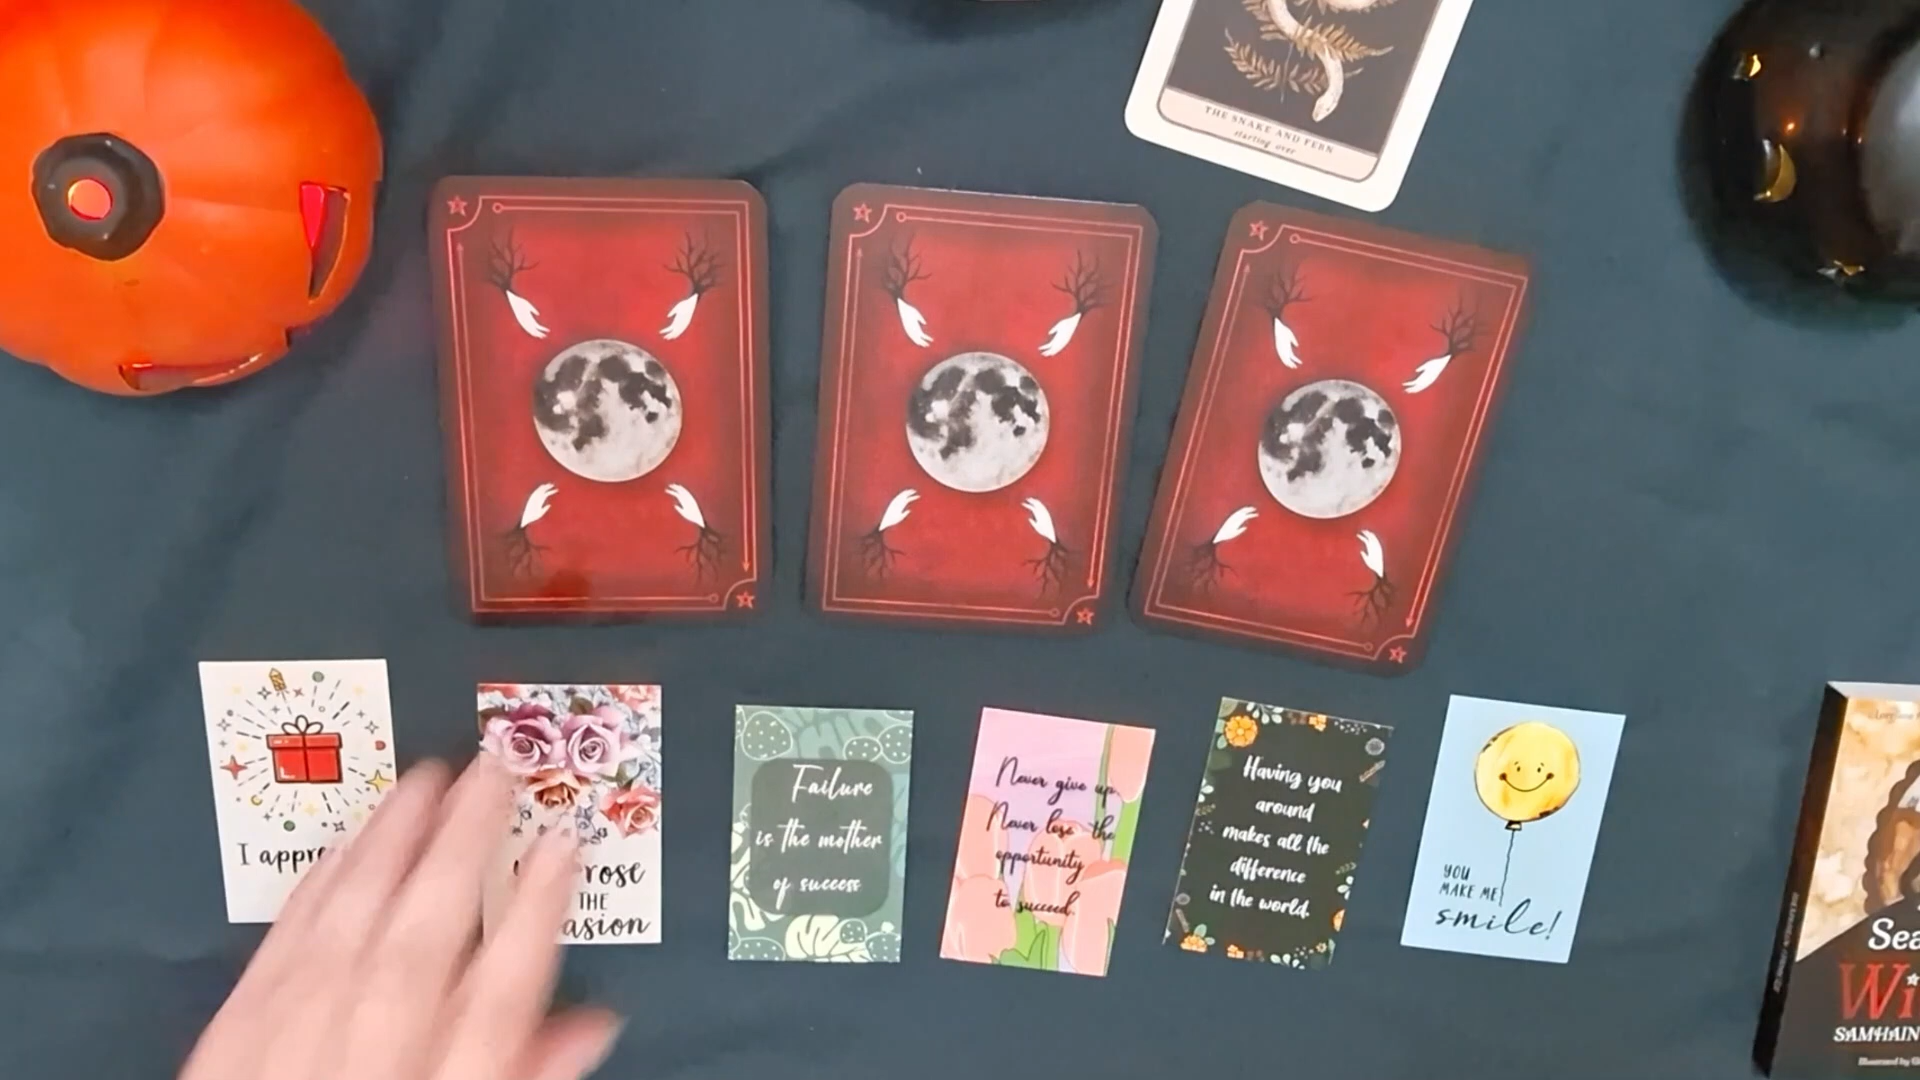 THE SNAKE AND FERN
starting over
I appre
rose
THE
asion
Failure
is the mother
of success
Never give up
Never lose the
opportunity
to succeed.
Having you
around
makes all the
difference
in the world.
YOU
MAKE ME
smile!
Sea
Wi
SAMHAIN
Illustrated by